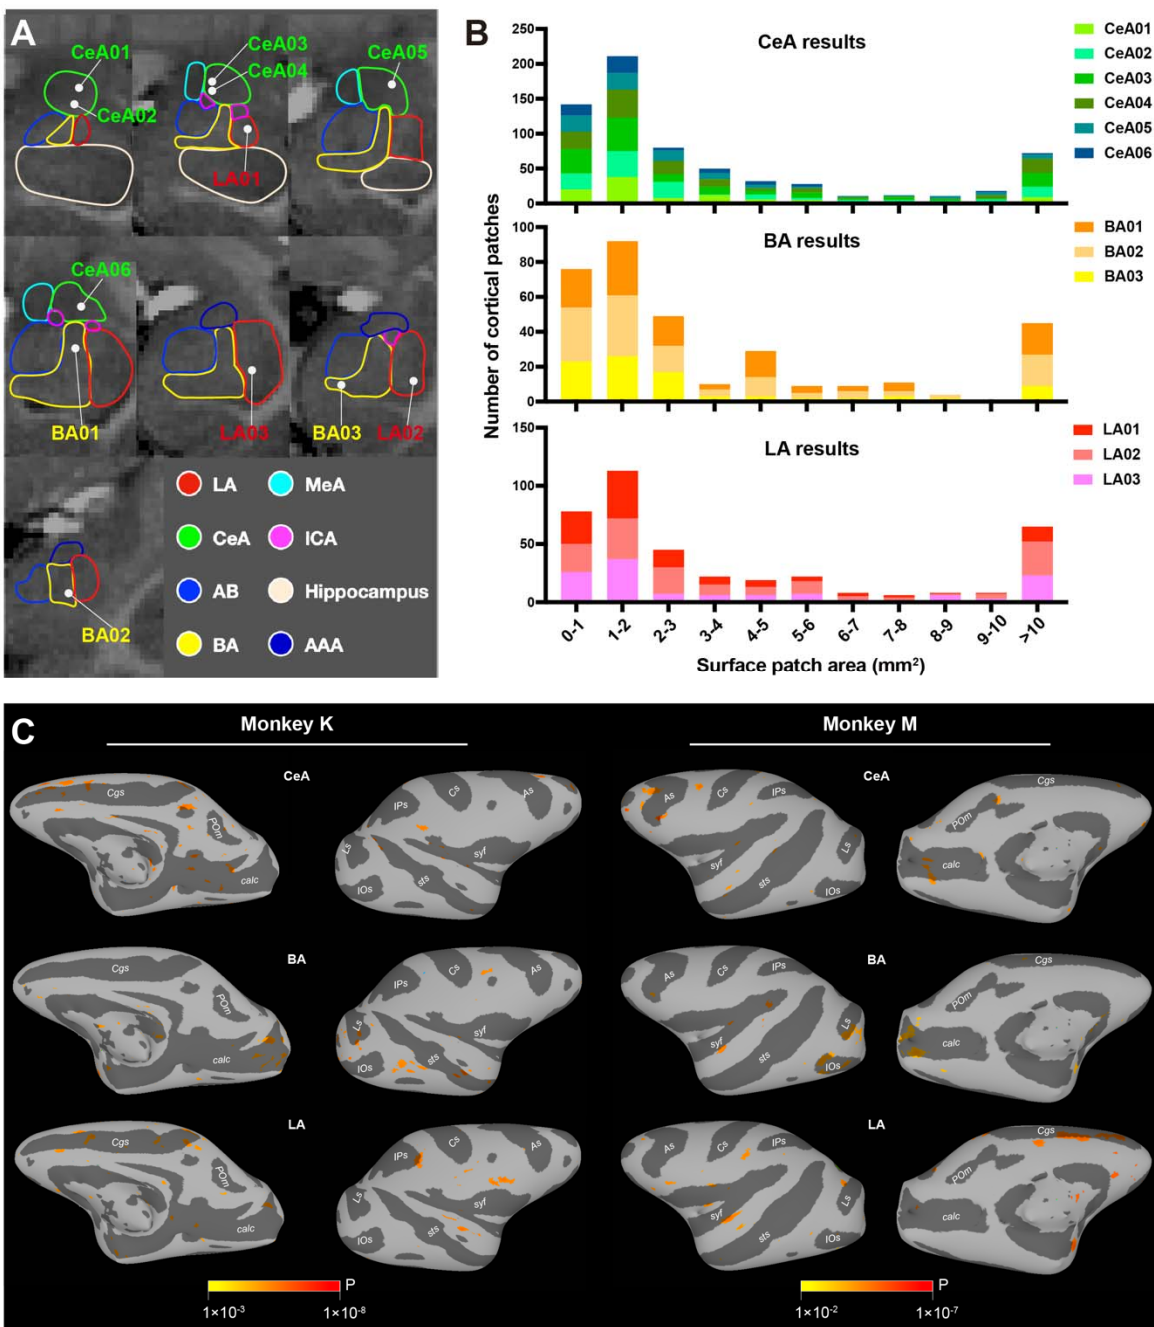 A
CeA01
CeA02
CeA03
CeA04
LA01
CeA05
CeA06
BA01
LA03
BA03
LA02
BA02
LA
MeA
CeA
ICA
AB
Hippocampus
BA
AAA
B
CeA results
250
200
150
100
50
0
CeA01
CeA02
CeA03
CeA04
CeA05
CeA06
Number of cortical patches
BA results
100
80
60
40
20
0
BA01
BA02
BA03
LA results
150
100
50
0
LA01
LA02
LA03
0-1
1-2
2-3
3-4
4-5
5-6
6-7
7-8
8-9
9-10
>10
Surface patch area (mm²)
C
Monkey K
Monkey M
CeA
Cgs
POm
calc
IPs
Cs
As
Ls
syf
sts
IOs
CeA
As
Cs
IPs
syf
sts
Ls
IOs
POm
calc
Cgs
BA
Cgs
POm
calc
IPs
Cs
As
Ls
syf
sts
IOs
BA
As
Cs
IPs
syf
sts
Ls
IOs
POm
calc
Cgs
LA
Cgs
POm
calc
IPs
Cs
As
Ls
syf
sts
IOs
LA
As
Cs
IPs
syf
sts
Ls
IOs
POm
calc
Cgs
P
1×10⁻³
1×10⁻⁸
P
1×10⁻²
1×10⁻⁷